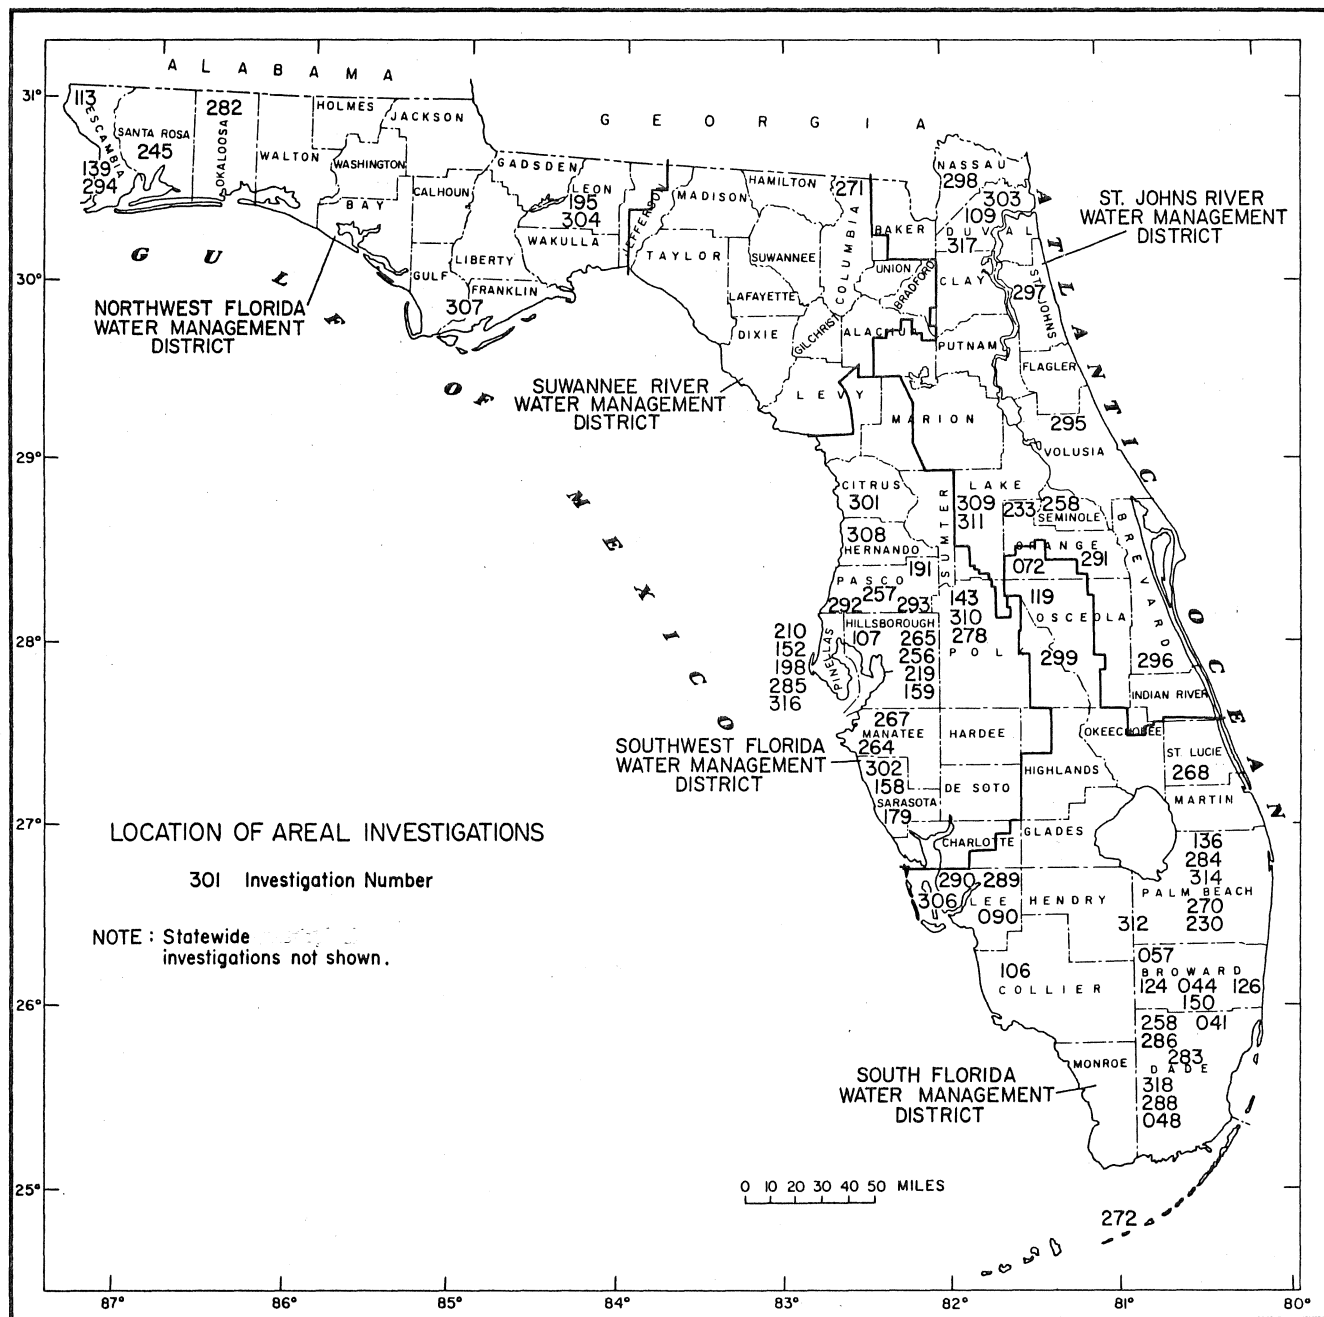 A L A B A M A
G E O R G I A
31°
30°
29°
28°
27°
26°
25°
113
ESCAMBIA
139
294
SANTA ROSA
245
282
OKALOOSA
WALTON
HOLMES
WASHINGTON
JACKSON
BAY
CALHOUN
GULF
307
GADSDEN
LIBERTY
FRANKLIN
LEON
195
304
WAKULLA
JEFFERSON
MADISON
TAYLOR
HAMILTON
SUWANNEE
LAFAYETTE
DIXIE
271
COLUMBIA
GILCHRIST
LEVY
BAKER
UNION
BRADFORD
ALACHUA
NASSAU
298
303
109
DUVAL
317
CLAY
297
ST. JOHNS
PUTNAM
FLAGLER
MARION
295
VOLUSIA
ST. JOHNS RIVER
WATER MANAGEMENT
DISTRICT
NORTHWEST FLORIDA
WATER MANAGEMENT
DISTRICT
SUWANNEE RIVER
WATER MANAGEMENT
DISTRICT
GULF OF MEXICO
ATLANTIC OCEAN
CITRUS
301
308
HERNANDO
191
PASCO
257
292
293
SUMTER
LAKE
309
311
233
258
SEMINOLE
ORANGE
291
072
BREVARD
296
143
310
278
POL
119
OSCEOLA
299
210
152
198
285
316
PINELLAS
HILLSBOROUGH
107
265
256
219
159
INDIAN RIVER
267
MANATEE
264
302
158
SARASOTA
179
HARDEE
DE SOTO
HIGHLANDS
OKEECHOBEE
ST. LUCIE
268
MARTIN
CHARLOTTE
GLADES
SOUTHWEST FLORIDA
WATER MANAGEMENT
DISTRICT
LOCATION OF AREAL INVESTIGATIONS
301 Investigation Number
NOTE: Statewide
investigations not shown.
290
289
306
LEE
090
HENDRY
312
136
284
314
PALM BEACH
270
230
106
COLLIER
057
BROWARD
124
044
126
150
258
041
286
283
DADE
318
288
048
MONROE
SOUTH FLORIDA
WATER MANAGEMENT
DISTRICT
0 10 20 30 40 50 MILES
272
87°
86°
84°
83°
82°
81°
80°